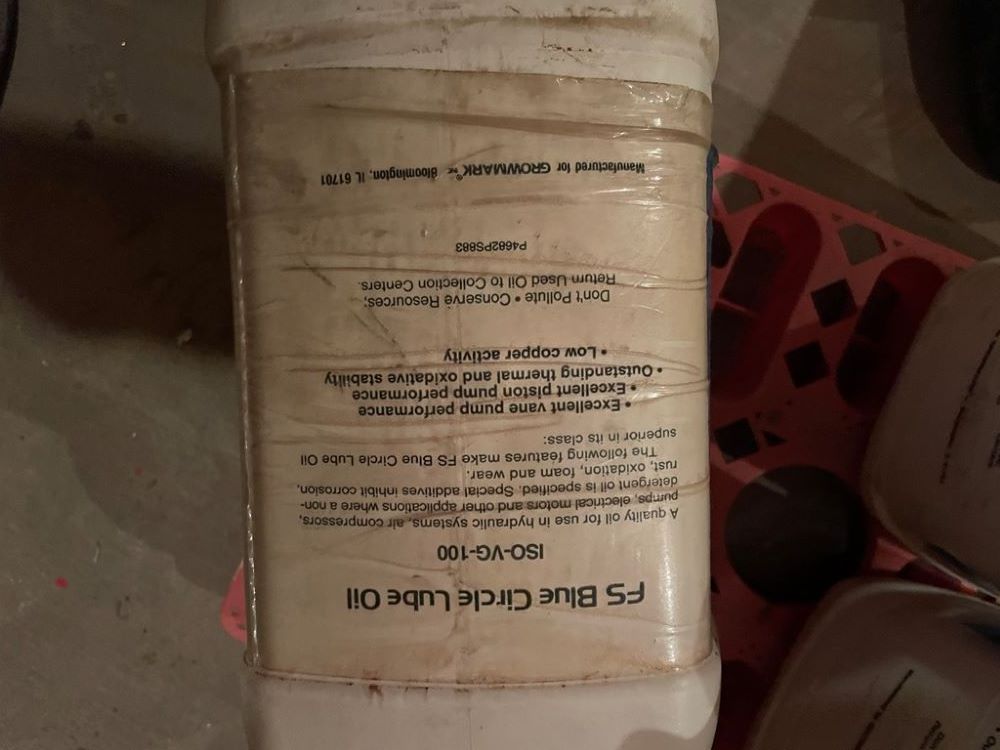 FS Blue Circle Lube Oil
ISO-VG-100
A quality oil for use in hydraulic systems, air compressors,
pumps, electrical motors and other applications where a non-
detergent oil is specified. Special additives inhibit corrosion,
rust, oxidation, foam and wear.
The following features make FS Blue Circle Lube Oil
superior in its class:
• Excellent vane pump performance
• Excellent piston pump performance
• Outstanding thermal and oxidative stability
• Low copper activity
Don't Pollute • Conserve Resources;
Return Used Oil to Collection Centers.
P4682PS883
Manufactured for GROWMARK® Bloomington, IL 61701